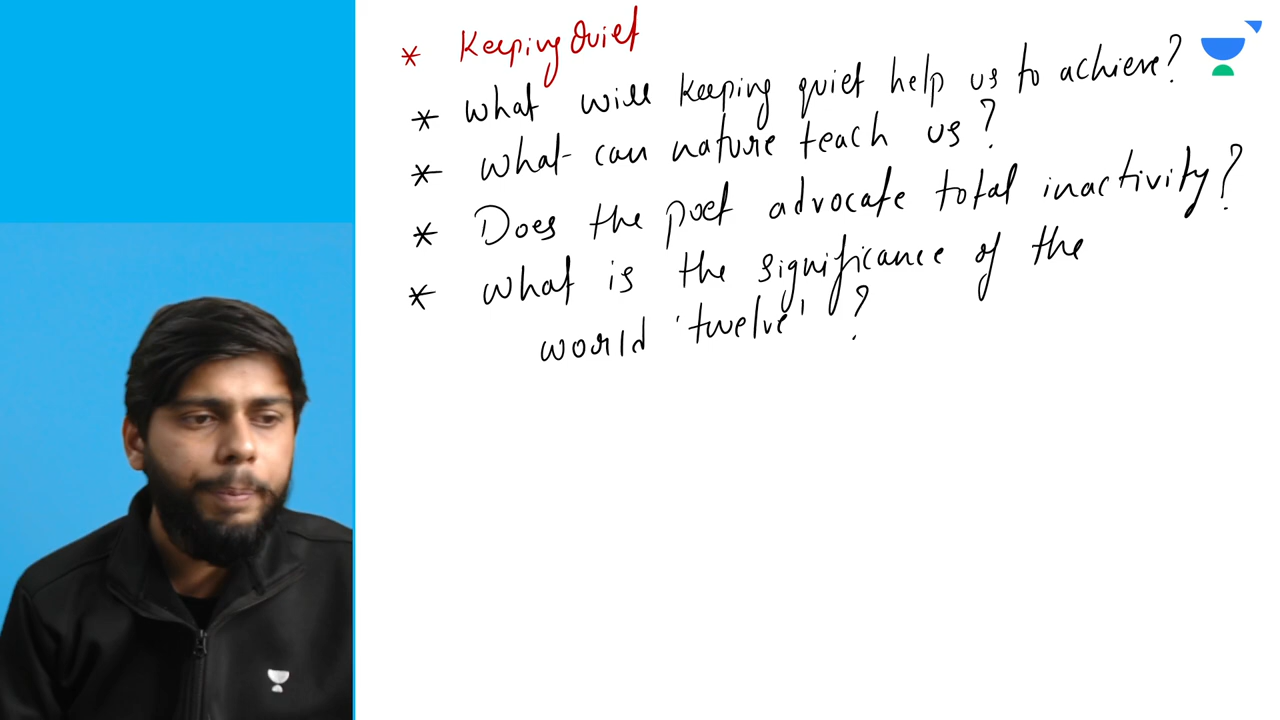 * Keeping Quiet
* What will keeping quiet help us to achieve?
* What can nature teach us?
* Does the poet advocate total inactivity?
* What is the significance of the
world 'twelve' ?